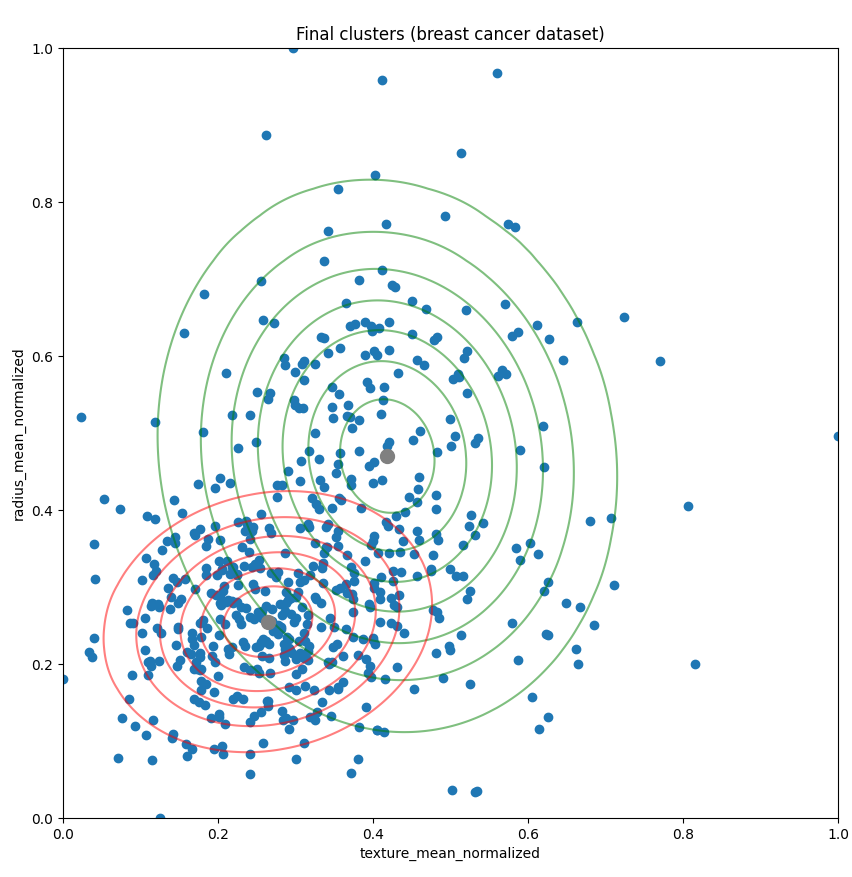 Final clusters (breast cancer dataset)
1.0
0.8
0.6
0.4
0.2
0.0
radius_mean_normalized
0.0 0.2 0.4 0.6 0.8 1.0
texture_mean_normalized